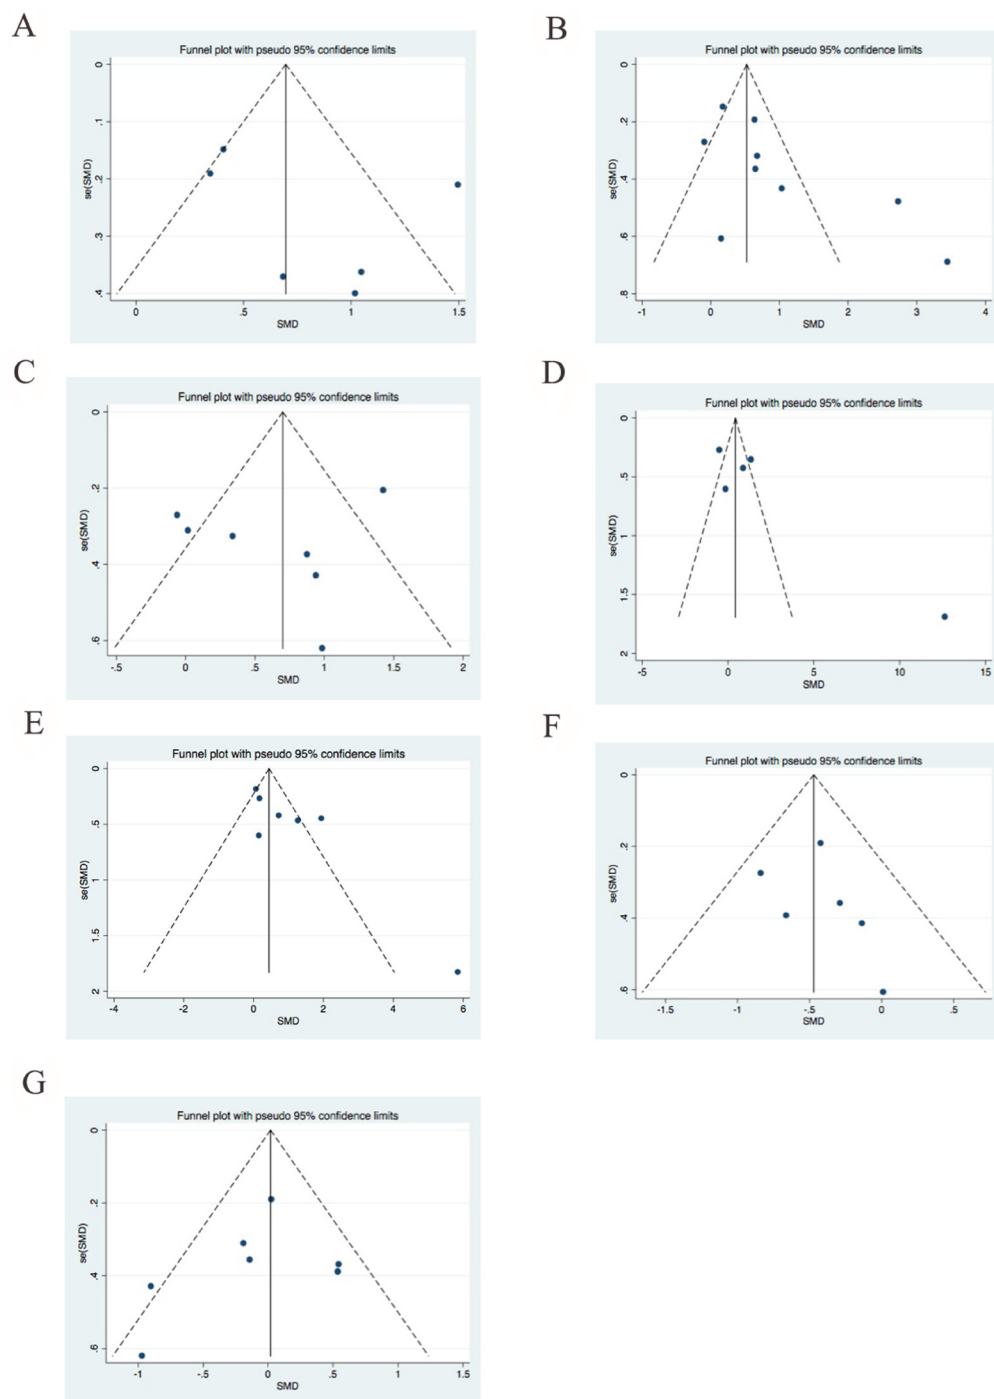 A
Funnel plot with pseudo 95% confidence limits
se(SMD)
0
.1
.2
.3
.4
0
.5
1
1.5
SMD
B
Funnel plot with pseudo 95% confidence limits
se(SMD)
0
.2
.4
.6
.8
-1
0
1
2
3
4
SMD
C
Funnel plot with pseudo 95% confidence limits
se(SMD)
0
.2
.4
.6
-.5
0
.5
1
1.5
2
SMD
D
Funnel plot with pseudo 95% confidence limits
se(SMD)
0
.5
1
1.5
2
-5
0
5
10
15
SMD
E
Funnel plot with pseudo 95% confidence limits
se(SMD)
0
.5
1
1.5
2
-4
-2
0
2
4
6
SMD
F
Funnel plot with pseudo 95% confidence limits
se(SMD)
0
.2
.4
.6
-1.5
-1
-.5
0
.5
SMD
G
Funnel plot with pseudo 95% confidence limits
se(SMD)
0
.2
.4
.6
-1
-.5
0
.5
1
1.5
SMD